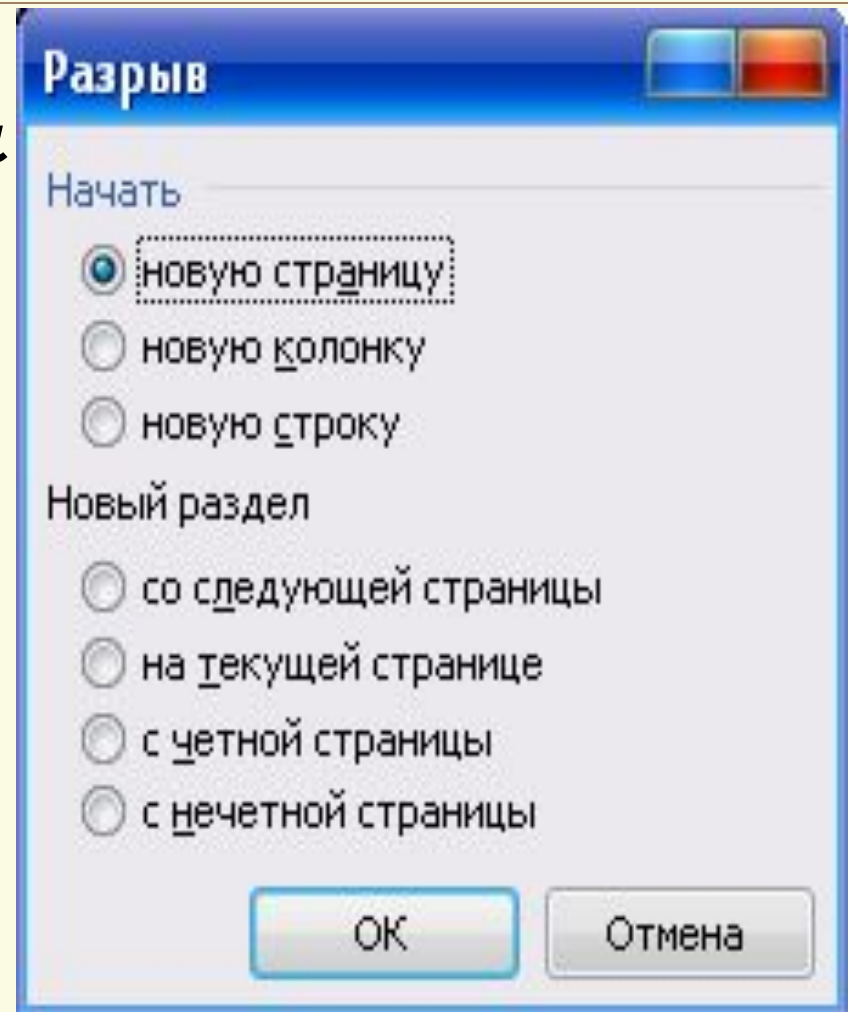 Разрыв
Начать
новую страницу
новую колонку
новую строку
Новый раздел
со следующей страницы
на текущей странице
с четной страницы
с нечетной страницы
ОК Отмена